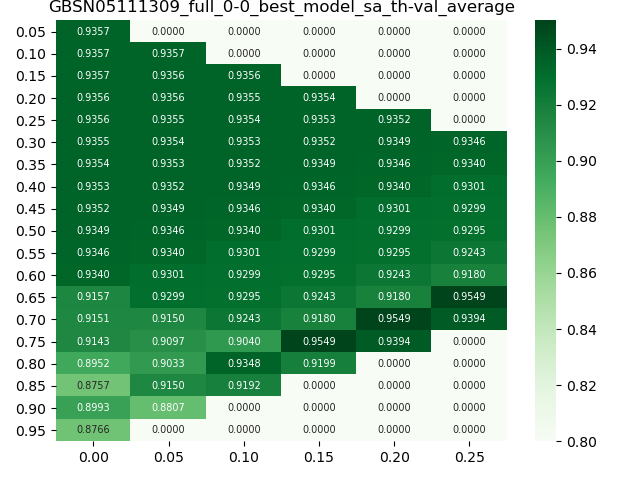 GBSN05111309_full_0-0_best_model_sa_th-val_average
0.05 0.9357 0.0000 0.0000 0.0000 0.0000 0.0000
0.10 0.9357 0.9357 0.0000 0.0000 0.0000 0.0000
0.15 0.9357 0.9356 0.9356 0.0000 0.0000 0.0000
0.20 0.9356 0.9356 0.9355 0.9354 0.0000 0.0000
0.25 0.9356 0.9355 0.9354 0.9353 0.9352 0.0000
0.30 0.9355 0.9354 0.9353 0.9352 0.9349 0.9346
0.35 0.9354 0.9353 0.9352 0.9349 0.9346 0.9340
0.40 0.9353 0.9352 0.9349 0.9346 0.9340 0.9301
0.45 0.9352 0.9349 0.9346 0.9340 0.9301 0.9299
0.50 0.9349 0.9346 0.9340 0.9301 0.9299 0.9295
0.55 0.9346 0.9340 0.9301 0.9299 0.9295 0.9243
0.60 0.9340 0.9301 0.9299 0.9295 0.9243 0.9180
0.65 0.9157 0.9299 0.9295 0.9243 0.9180 0.9549
0.70 0.9151 0.9150 0.9243 0.9180 0.9549 0.9394
0.75 0.9143 0.9097 0.9040 0.9549 0.9394 0.0000
0.80 0.8952 0.9033 0.9348 0.9199 0.0000 0.0000
0.85 0.8757 0.9150 0.9192 0.0000 0.0000 0.0000
0.90 0.8993 0.8807 0.0000 0.0000 0.0000 0.0000
0.95 0.8766 0.0000 0.0000 0.0000 0.0000 0.0000
0.00 0.05 0.10 0.15 0.20 0.25
0.94
0.92
0.90
0.88
0.86
0.84
0.82
0.80